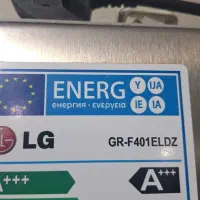 ENERG Y IJA
енергия · ενεργεια IE IA
LG GR-F401ELDZ
A+++ A+++